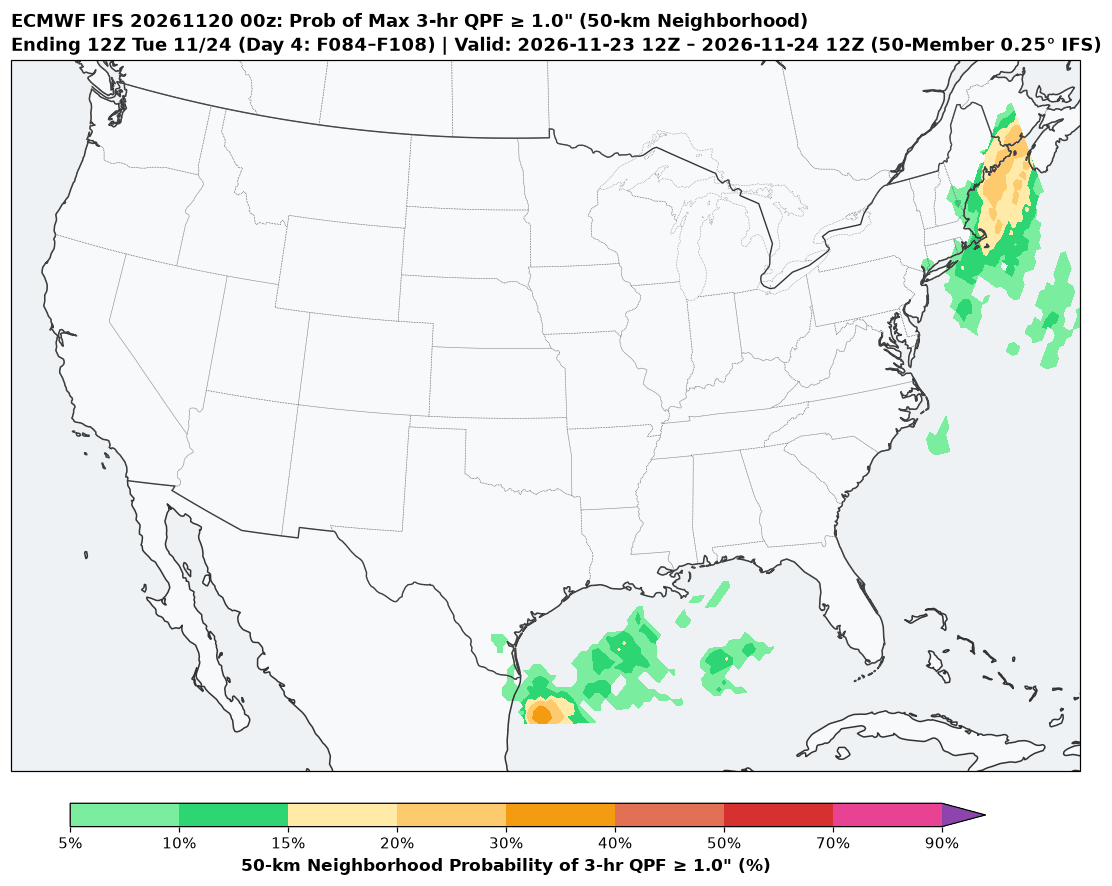 ECMWF IFS 20261120 00z: Prob of Max 3-hr QPF ≥ 1.0" (50-km Neighborhood)
Ending 12Z Tue 11/24 (Day 4: F084–F108) | Valid: 2026-11-23 12Z – 2026-11-24 12Z (50-Member 0.25° IFS)
5% 10% 15% 20% 30% 40% 50% 70% 90%
50-km Neighborhood Probability of 3-hr QPF ≥ 1.0" (%)